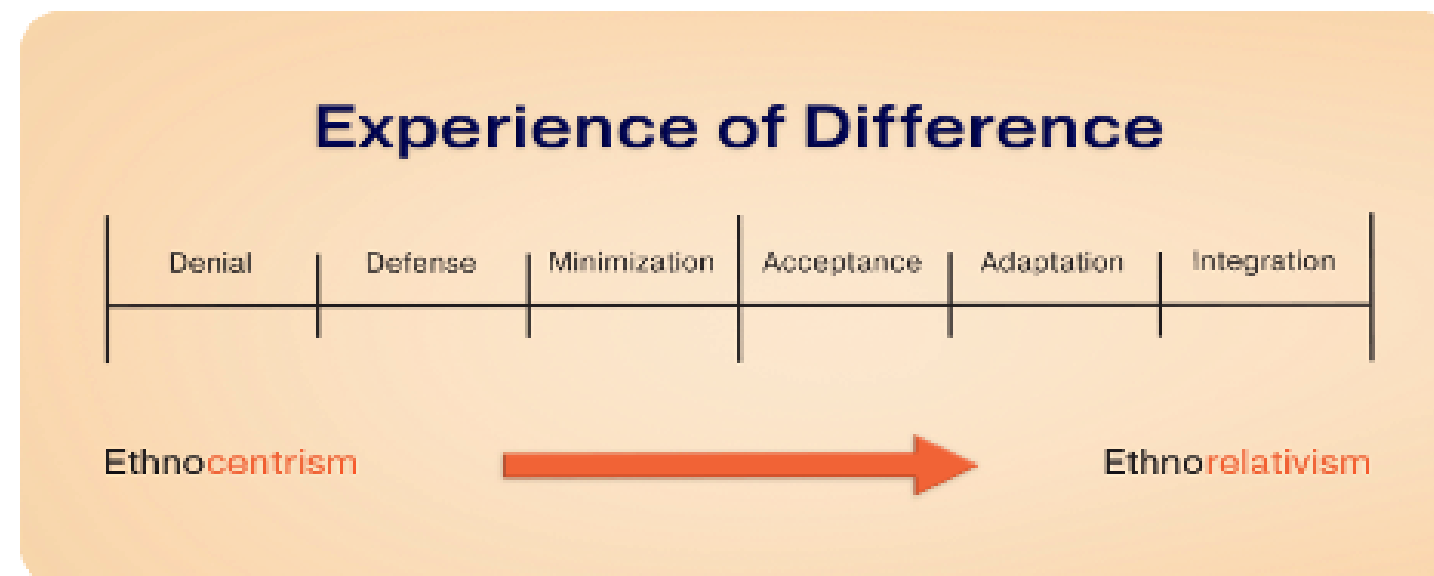 Experience of Difference
Denial Defense Minimization Acceptance Adaptation Integration
Ethnocentrism Ethnorelativism